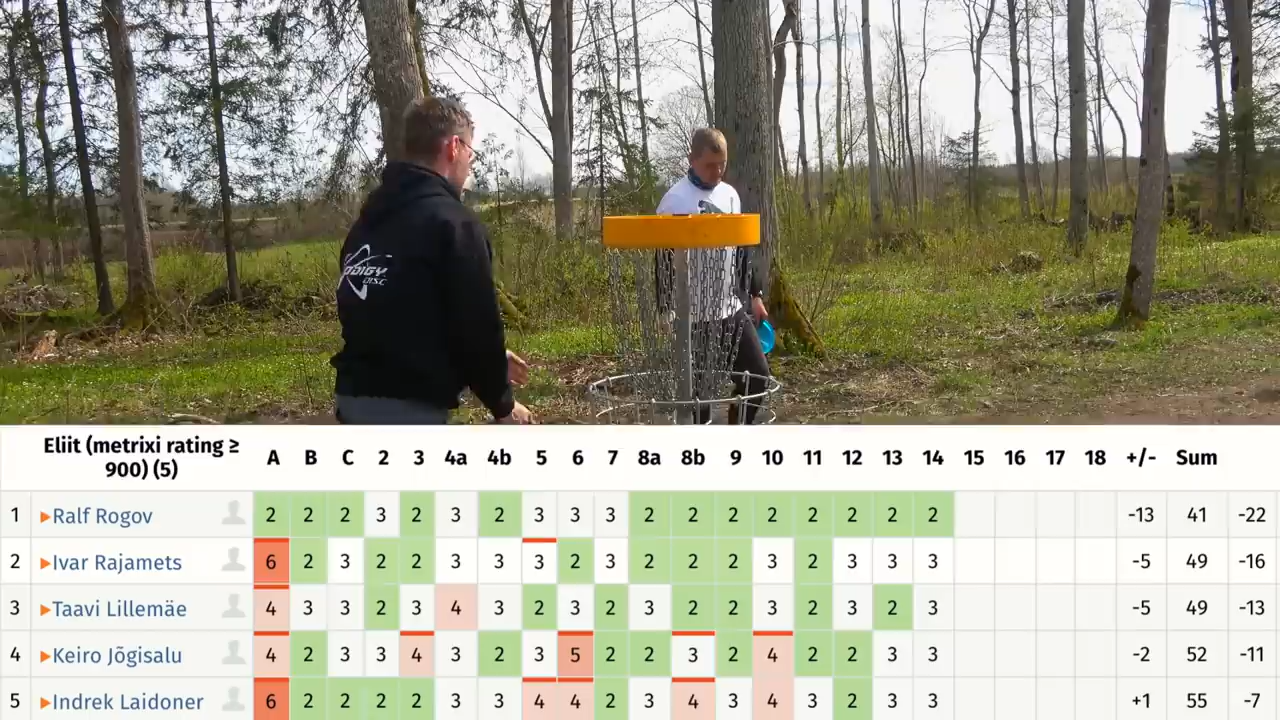 ODIGY
DISC
Eliit (metrixi rating ≥ 900) (5) A B C 2 3 4a 4b 5 6 7 8a 8b 9 10 11 12 13 14 15 16 17 18 +/- Sum
1 Ralf Rogov 2 2 2 3 2 3 2 3 3 3 2 2 2 2 2 2 2 2 -13 41 -22
2 Ivar Rajamets 6 2 3 2 2 3 3 3 2 3 2 2 2 3 2 3 3 3 -5 49 -16
3 Taavi Lillemäe 4 3 3 2 3 4 3 2 3 2 3 2 2 3 2 3 2 3 -5 49 -13
4 Keiro Jõgisalu 4 2 3 3 4 3 2 3 5 2 2 3 2 4 2 2 3 3 -2 52 -11
5 Indrek Laidoner 6 2 2 2 2 3 3 4 4 2 3 4 3 4 3 2 3 3 +1 55 -7